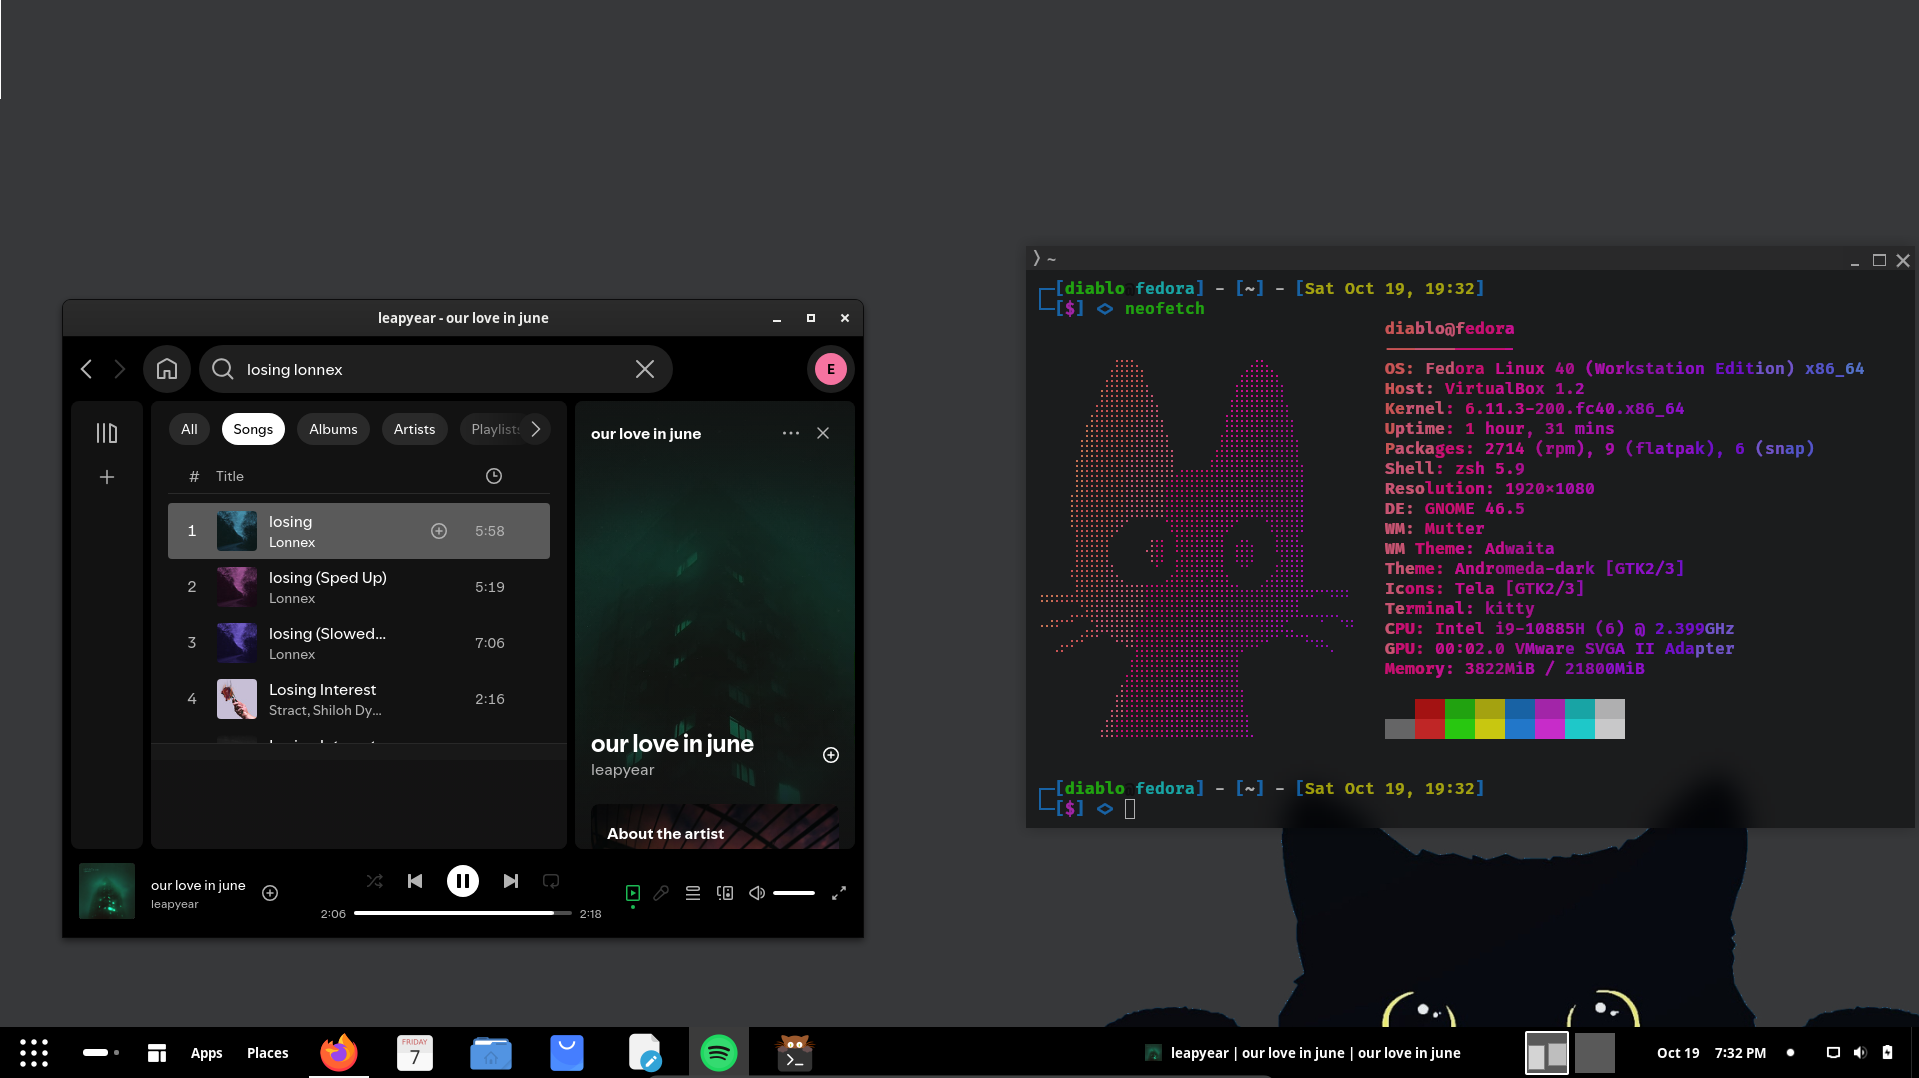 leapyear - our love in june
losing lonnex
E
All Songs Albums Artists Playlists
# Title
1 losing 5:58
Lonnex
2 losing (Sped Up) 5:19
Lonnex
3 losing (Slowed... 7:06
Lonnex
4 Losing Interest 2:16
Stract, Shiloh Dy...
our love in june
our love in june
leapyear
About the artist
our love in june
leapyear
2:06 2:18
~
[diablo fedora] - [~] - [Sat Oct 19, 19:32]
[$] <> neofetch
diablo@fedora
OS: Fedora Linux 40 (Workstation Edition) x86_64
Host: VirtualBox 1.2
Kernel: 6.11.3-200.fc40.x86_64
Uptime: 1 hour, 31 mins
Packages: 2714 (rpm), 9 (flatpak), 6 (snap)
Shell: zsh 5.9
Resolution: 1920×1080
DE: GNOME 46.5
WM: Mutter
WM Theme: Adwaita
Theme: Andromeda-dark [GTK2/3]
Icons: Tela [GTK2/3]
Terminal: kitty
CPU: Intel i9-10885H (6) @ 2.399GHz
GPU: 00:02.0 VMware SVGA II Adapter
Memory: 3822MiB / 21800MiB
[diablo fedora] - [~] - [Sat Oct 19, 19:32]
[$] <>
Apps Places FRIDAY 7 leapyear | our love in june | our love in june Oct 19 7:32 PM